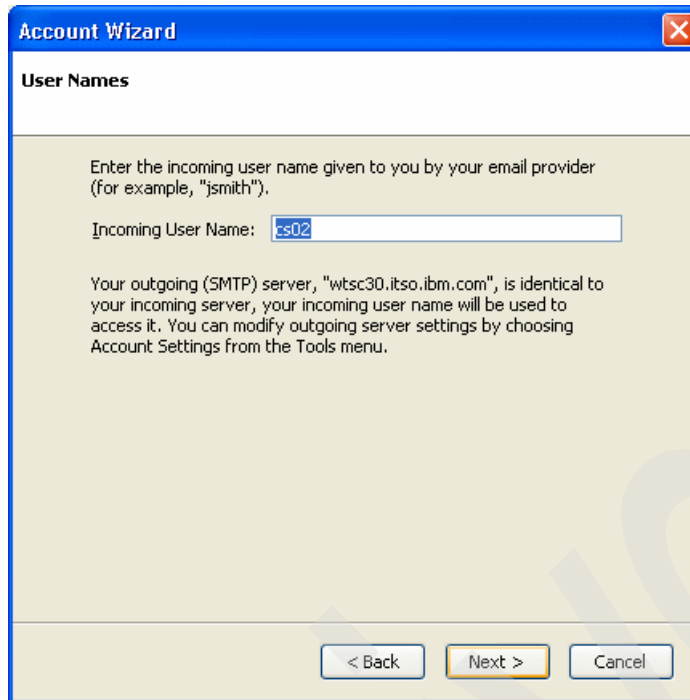 Account Wizard
User Names
Enter the incoming user name given to you by your email provider
(for example, "jsmith").
Incoming User Name: cs02
Your outgoing (SMTP) server, "wtsc30.itso.ibm.com", is identical to
your incoming server, your incoming user name will be used to
access it. You can modify outgoing server settings by choosing
Account Settings from the Tools menu.
< Back Next > Cancel